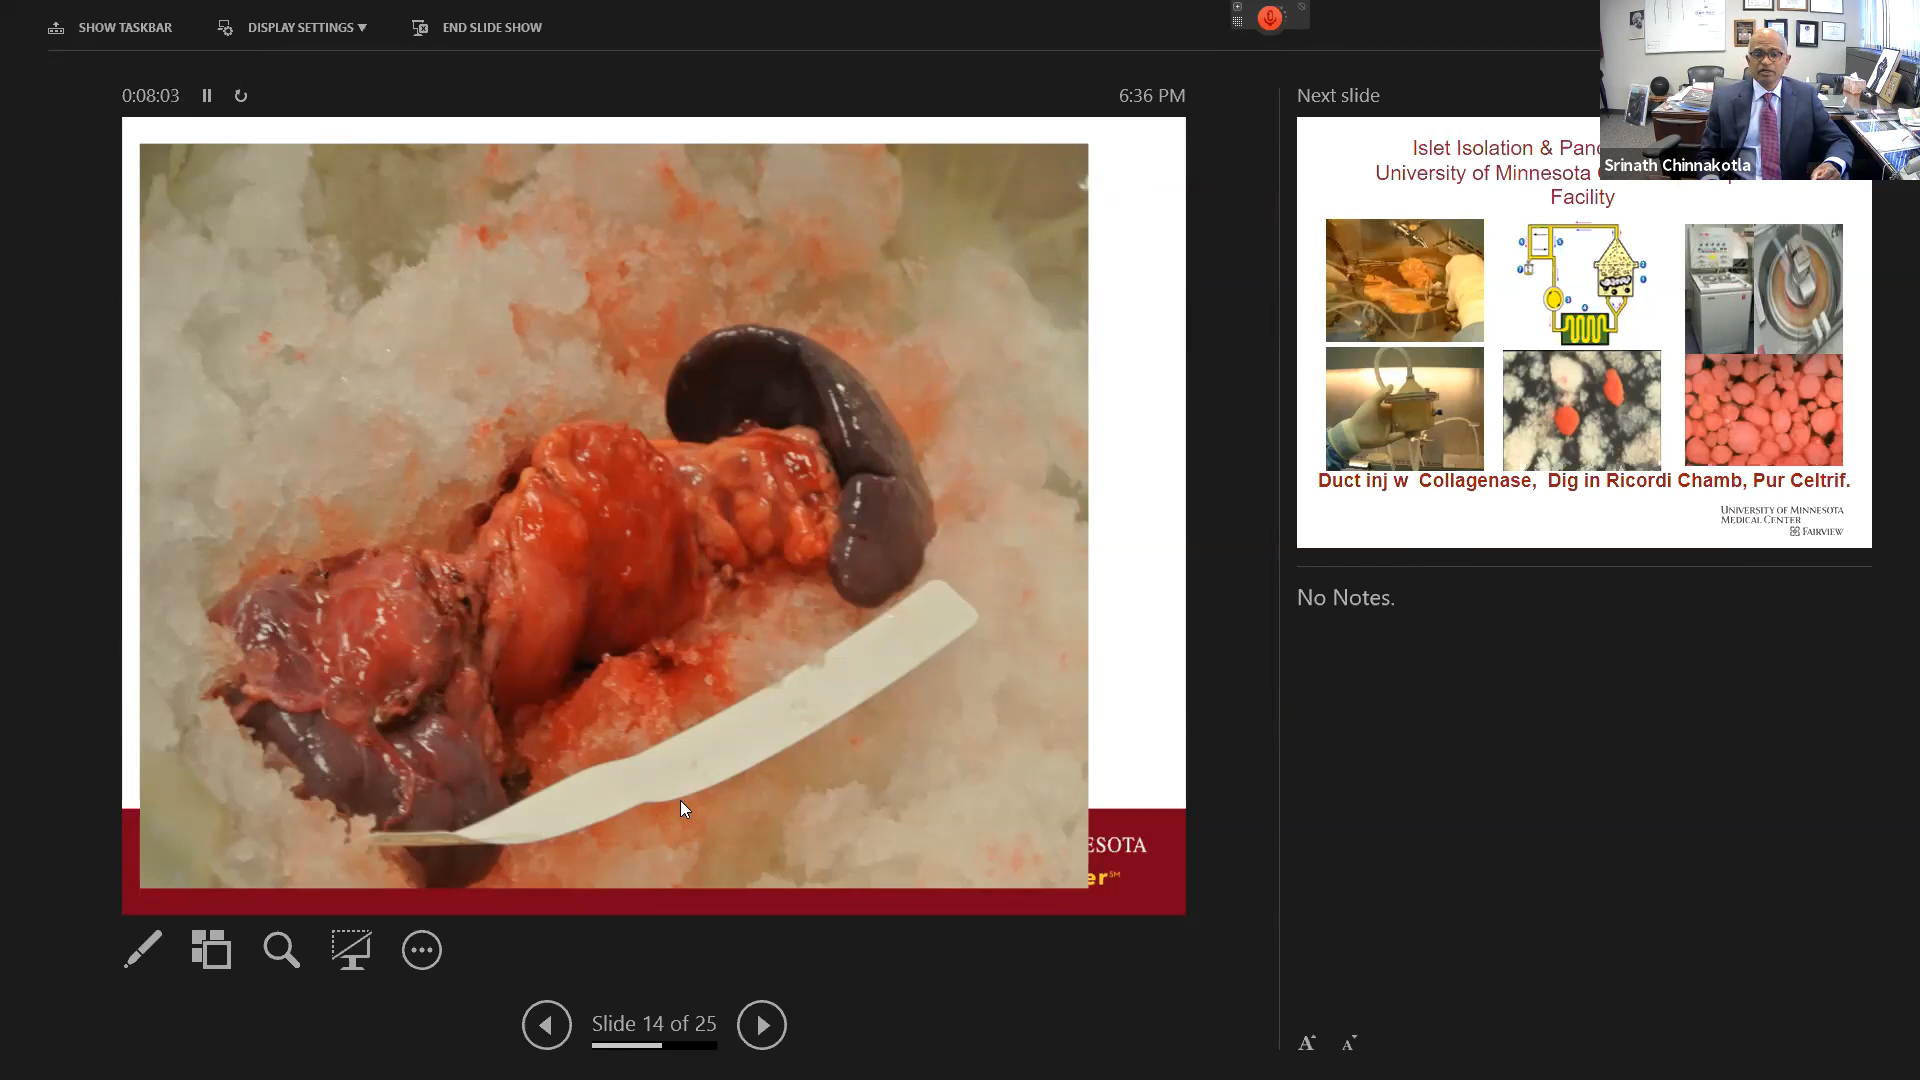 SHOW TASKBAR
DISPLAY SETTINGS
END SLIDE SHOW
0:08:03
6:36 PM
Next slide
Srinath Chinnakotla
Islet Isolation & Pan
University of Minnesota
Facility
Duct inj w Collagenase, Dig in Ricordi Chamb, Pur Celtrif.
UNIVERSITY OF MINNESOTA
MEDICAL CENTER
FAIRVIEW
No Notes.
ESOTA
er℠
Slide 14 of 25
A A